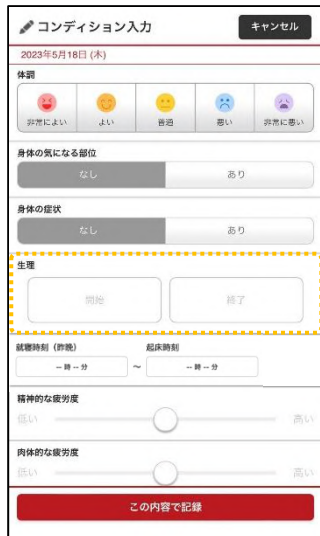 コンディション入力 キャンセル
2023年5月18日 (木)
体調
非常によい よい 普通 悪い 非常に悪い
身体の気になる部位
なし あり
身体の症状
なし あり
生理
開始 終了
就寝時刻 (昨晩) 起床時刻
-- 時 -- 分 ~ -- 時 -- 分
精神的な疲労度
低い 高い
肉体的な疲労度
低い 高い
この内容で記録